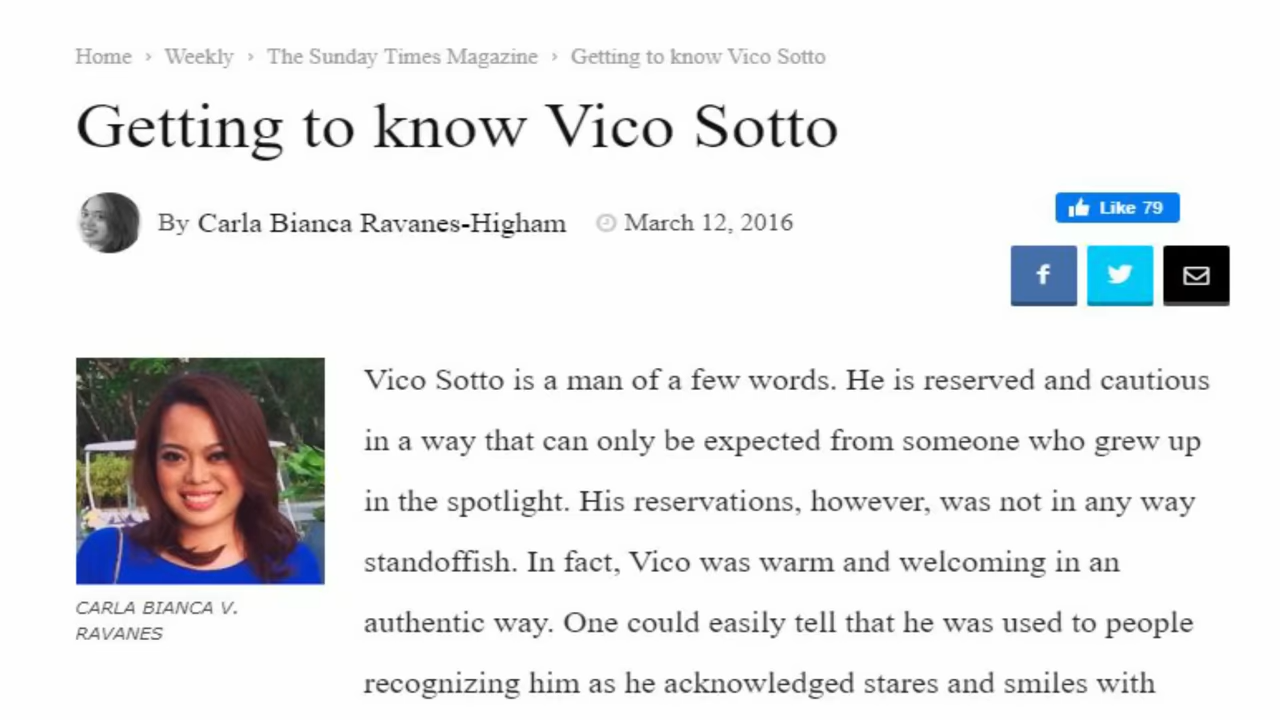 Home › Weekly › The Sunday Times Magazine › Getting to know Vico Sotto
Getting to know Vico Sotto
By Carla Bianca Ravanes-Higham March 12, 2016
Like 79
f
Vico Sotto is a man of a few words. He is reserved and cautious
in a way that can only be expected from someone who grew up
in the spotlight. His reservations, however, was not in any way
standoffish. In fact, Vico was warm and welcoming in an
authentic way. One could easily tell that he was used to people
recognizing him as he acknowledged stares and smiles with
CARLA BIANCA V.
RAVANES